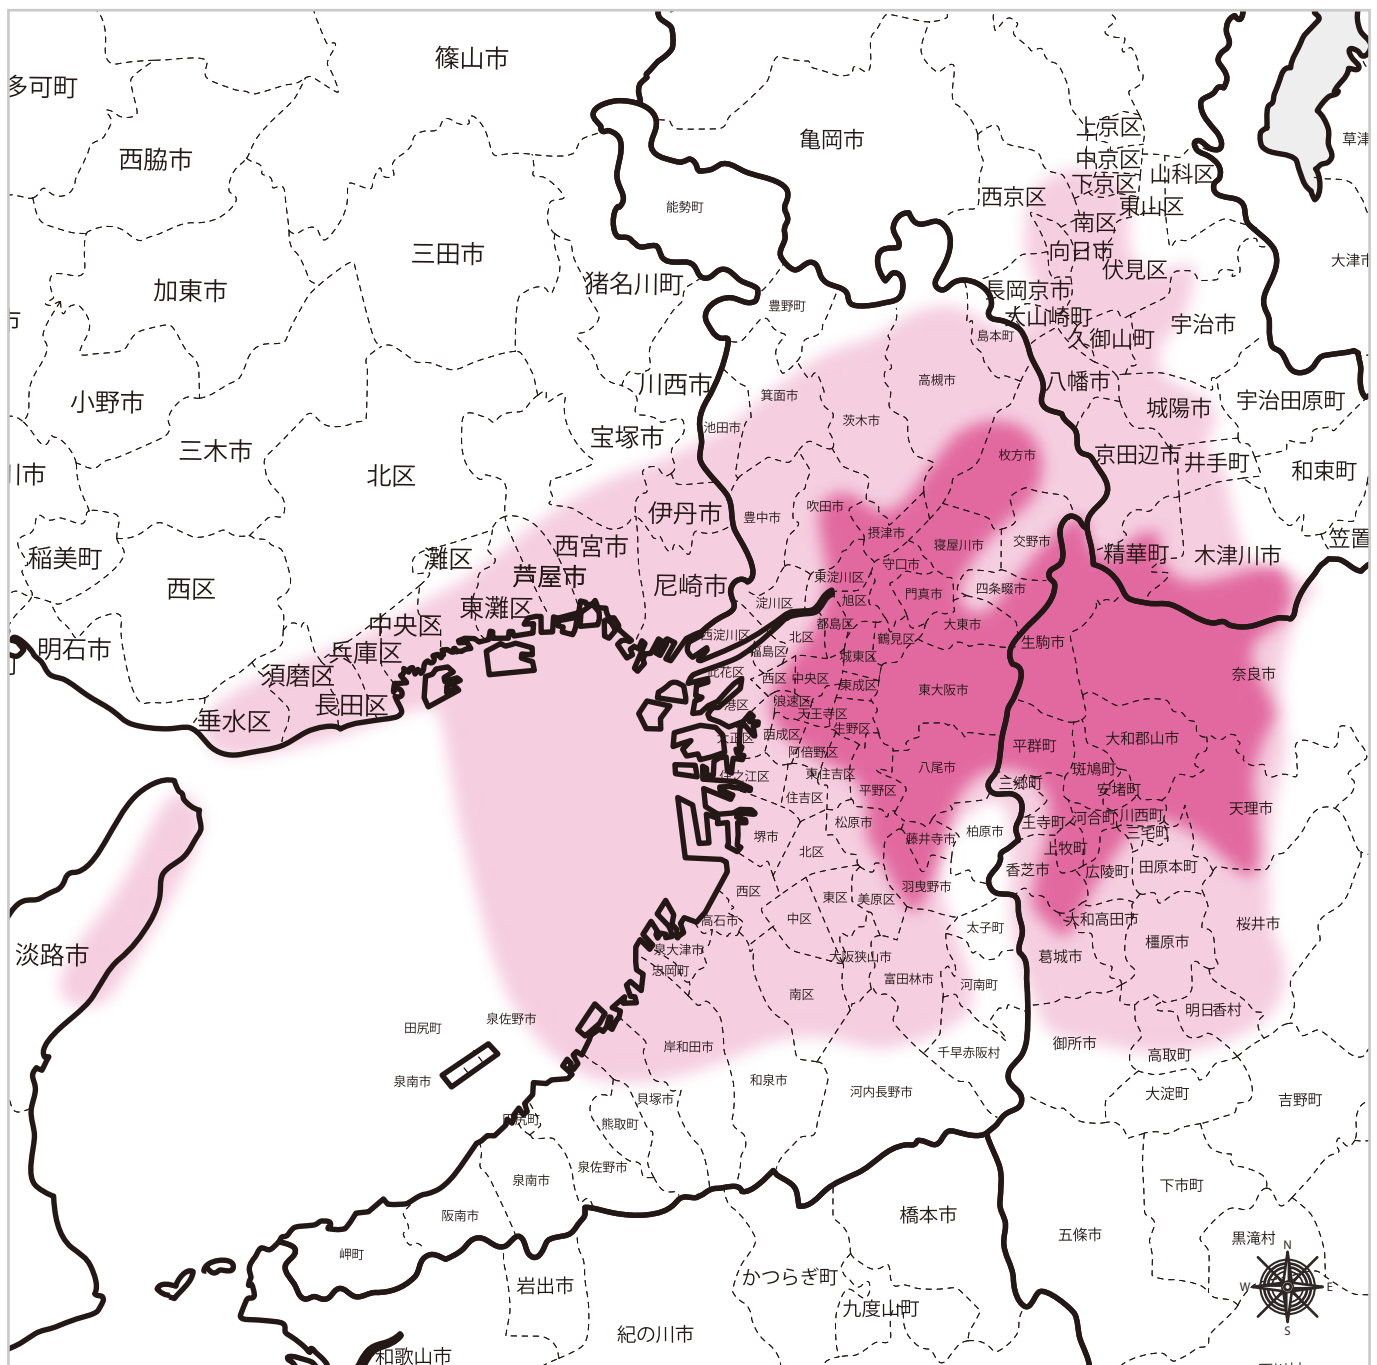 篠山市
多可町
上京区
草津
亀岡市
西脇市
中京区
山科区
下京区
西京区
能勢町
東山区
南区
三田市
向日市
大津市
伏見区
猪名川町
加東市
長岡京市
豊野町
大山崎町
市
宇治市
島本町
久御山町
川西市
高槻市
八幡市
箕面市
小野市
城陽市
宇治田原町
茨木市
池田市
宝塚市
三木市
京田辺市
枚方市
井手町
和束町
川市
北区
吹田市
伊丹市
豊中市
摂津市
笠置
西宮市
寝屋川市
交野市
精華町
木津川市
稲美町
灘区
守口市
芦屋市
東淀川区
尼崎市
西区
門真市
四条畷市
淀川区
旭区
東灘区
中央区
都島区
大東市
西淀川区
北区
鶴見区
生駒市
明石市
兵庫区
福島区
城東区
町
須磨区
此花区
西区
中央区
奈良市
東成区
東大阪市
長田区
港区
浪速区
天王寺区
垂水区
生野区
大正区
西成区
大和郡山市
平群町
阿倍野区
八尾市
斑鳩町
住之江区
東住吉区
三郷町
平野区
安堵町
住吉区
天理市
河合町
川西町
松原市
王寺町
柏原市
三宅町
堺市
藤井寺市
上牧町
北区
田原本町
香芝市
広陵町
西区
羽曳野市
東区
美原区
高石市
中区
大和高田市
桜井市
太子町
橿原市
泉大津市
淡路市
大阪狭山市
葛城市
忠岡町
富田林市
河南町
南区
明日香村
泉佐野市
田尻町
岸和田市
御所市
千早赤阪村
高取町
泉南市
和泉市
河内長野市
大淀町
貝塚市
吉野町
田尻町
熊取町
泉佐野市
泉南市
下市町
阪南市
橋本市
五條市
黒滝村
N
岬町
かつらぎ町
岩出市
W
E
九度山町
S
紀の川市
和歌山市